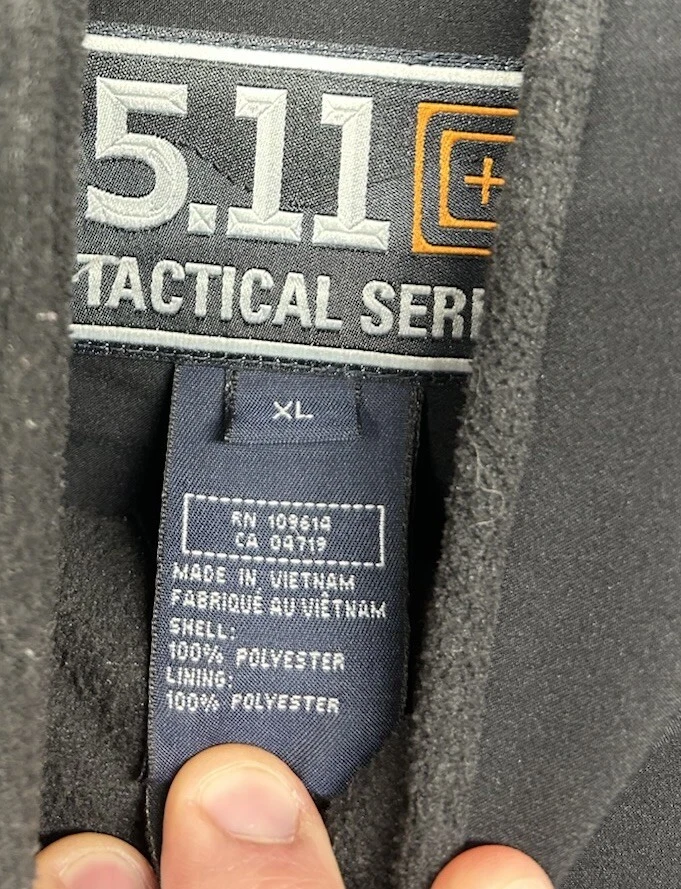 5.11
TACTICAL SERI
XL
RN 109614
CA 04719
MADE IN VIETNAM
FABRIQUÉ AU VIÊTNAM
SHELL:
100% POLYESTER
LINING:
100% POLYESTER